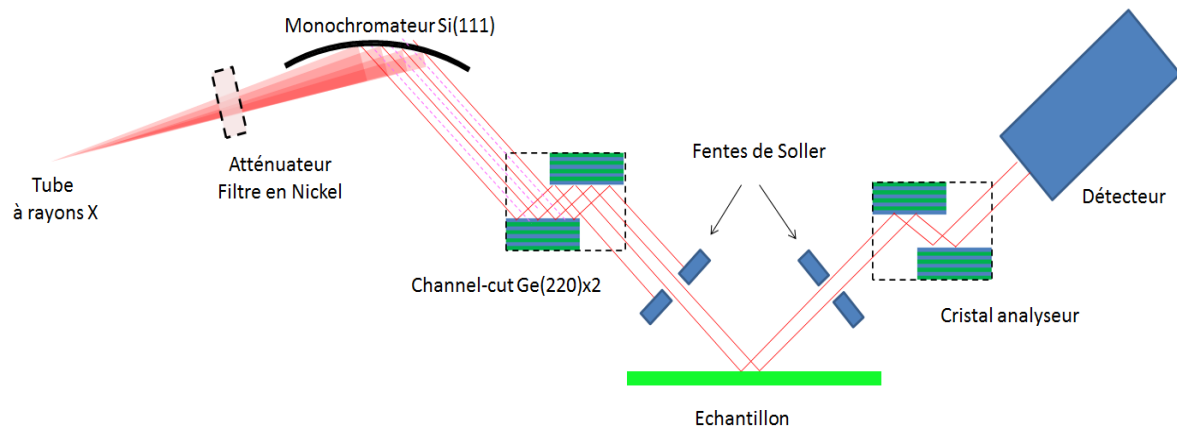 Monochromateur Si(111)
Atténuateur
Filtre en Nickel
Tube
à rayons X
Fentes de Soller
Détecteur
Channel-cut Ge(220)x2
Cristal analyseur
Echantillon